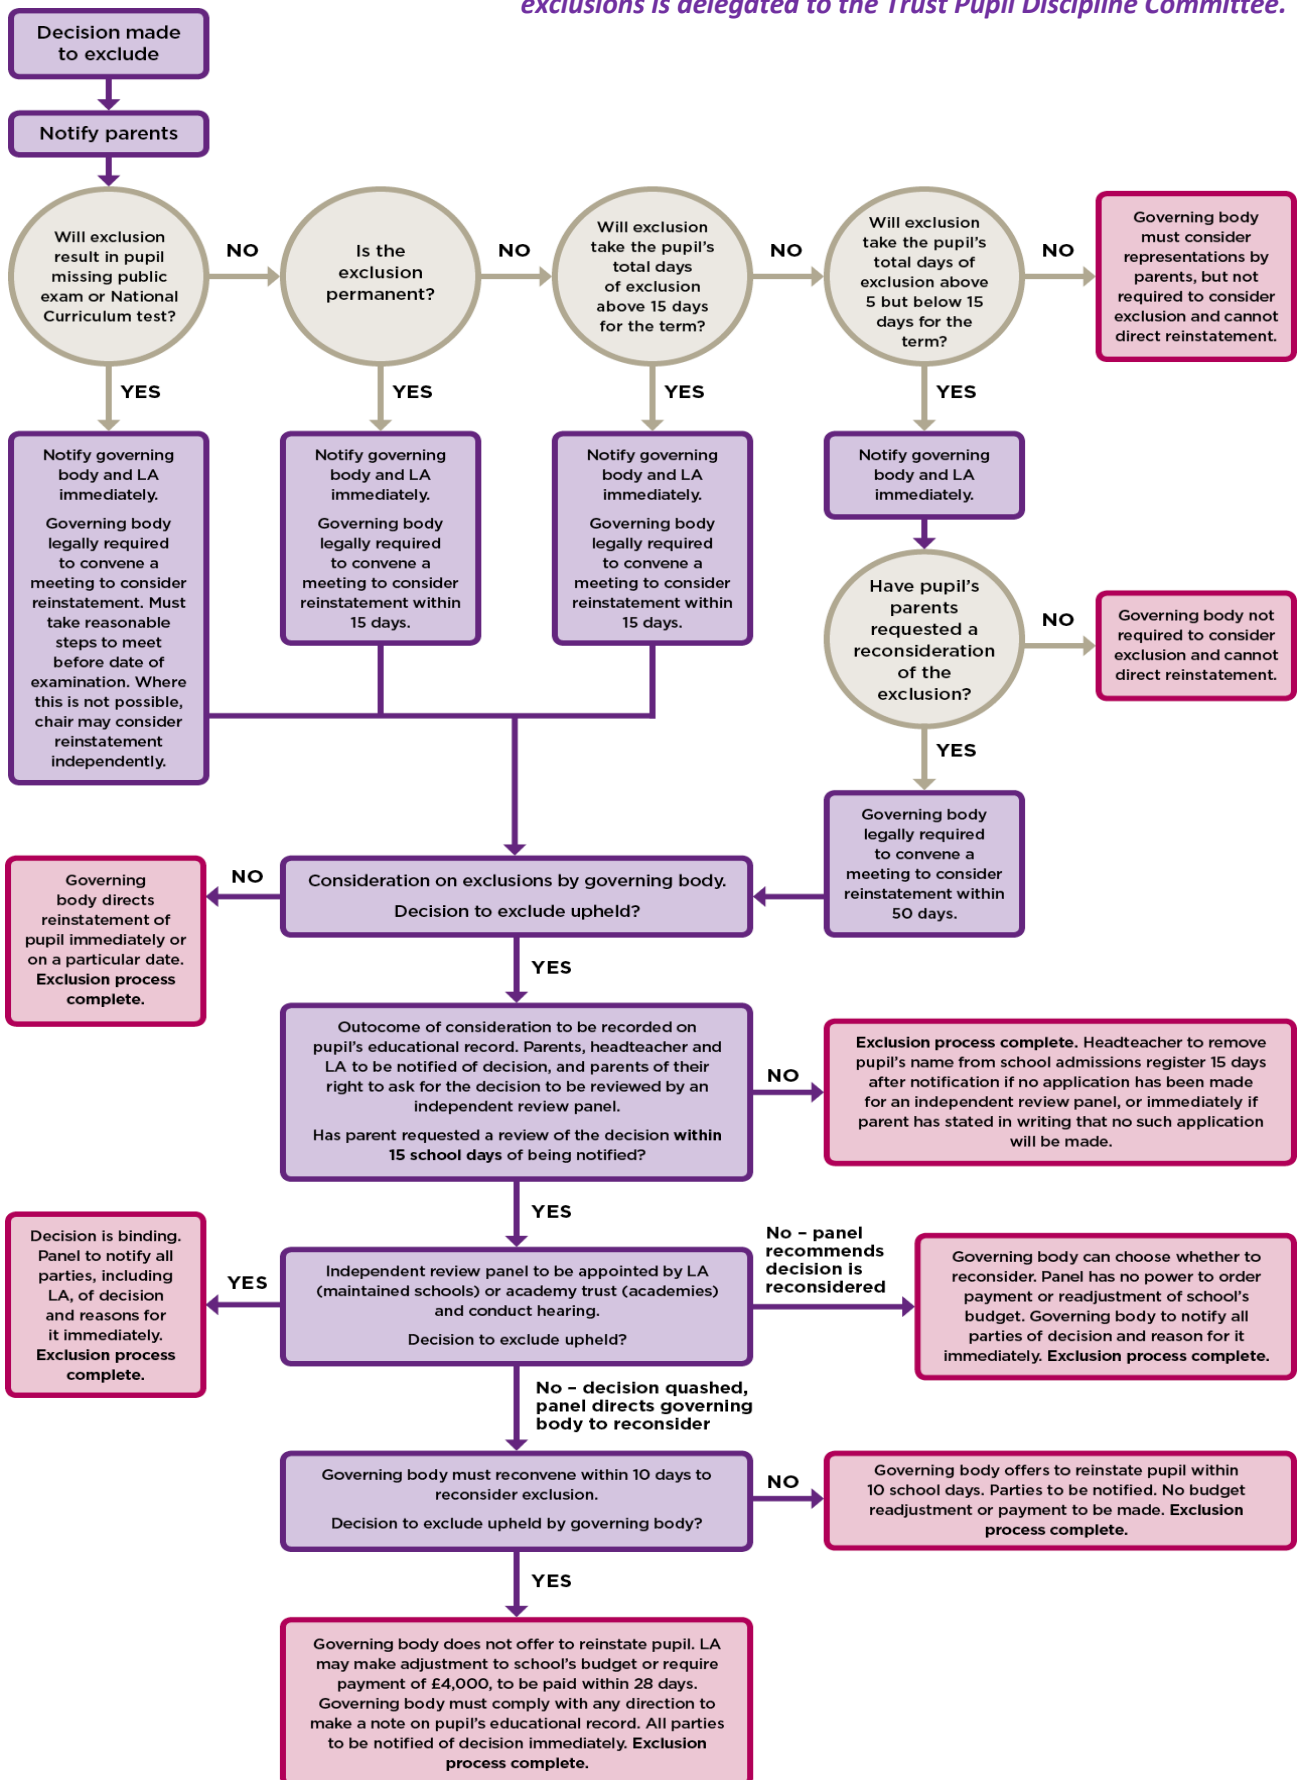 exclusions is delegated to the Trust Pupil Discipline Committee.
Decision made
to exclude
Notify parents
Will exclusion
result in pupil
missing public
exam or National
Curriculum test?
NO
Is the
exclusion
permanent?
NO
Will exclusion
take the pupil's
total days
of exclusion
above 15 days
for the term?
NO
Will exclusion
take the pupil's
total days of
exclusion above
5 but below 15
days for the
term?
NO
Governing body
must consider
representations by
parents, but not
required to consider
exclusion and cannot
direct reinstatement.
YES
YES
YES
YES
Notify governing
body and LA
immediately.
Governing body
legally required
to convene a
meeting to consider
reinstatement. Must
take reasonable
steps to meet
before date of
examination. Where
this is not possible,
chair may consider
reinstatement
independently.
Notify governing
body and LA
immediately.
Governing body
legally required
to convene a
meeting to consider
reinstatement within
15 days.
Notify governing
body and LA
immediately.
Governing body
legally required
to convene a
meeting to consider
reinstatement within
15 days.
Notify governing
body and LA
immediately.
Have pupil's
parents
requested a
reconsideration
of the
exclusion?
NO
Governing body not
required to consider
exclusion and cannot
direct reinstatement.
YES
Governing body
legally required
to convene a
meeting to consider
reinstatement within
50 days.
Consideration on exclusions by governing body.
Decision to exclude upheld?
NO
Governing
body directs
reinstatement of
pupil immediately or
on a particular date.
Exclusion process
complete.
YES
Outocome of consideration to be recorded on
pupil's educational record. Parents, headteacher and
LA to be notified of decision, and parents of their
right to ask for the decision to be reviewed by an
independent review panel.
Has parent requested a review of the decision within
15 school days of being notified?
NO
Exclusion process complete. Headteacher to remove
pupil's name from school admissions register 15 days
after notification if no application has been made
for an independent review panel, or immediately if
parent has stated in writing that no such application
will be made.
YES
Independent review panel to be appointed by LA
(maintained schools) or academy trust (academies)
and conduct hearing.
Decision to exclude upheld?
YES
Decision is binding.
Panel to notify all
parties, including
LA, of decision
and reasons for
it immediately.
Exclusion process
complete.
No – panel
recommends
decision is
reconsidered
Governing body can choose whether to
reconsider. Panel has no power to order
payment or readjustment of school's
budget. Governing body to notify all
parties of decision and reason for it
immediately. Exclusion process complete.
No – decision quashed,
panel directs governing
body to reconsider
Governing body must reconvene within 10 days to
reconsider exclusion.
Decision to exclude upheld by governing body?
NO
Governing body offers to reinstate pupil within
10 school days. Parties to be notified. No budget
readjustment or payment to be made. Exclusion
process complete.
YES
Governing body does not offer to reinstate pupil. LA
may make adjustment to school's budget or require
payment of £4,000, to be paid within 28 days.
Governing body must comply with any direction to
make a note on pupil's educational record. All parties
to be notified of decision immediately. Exclusion
process complete.